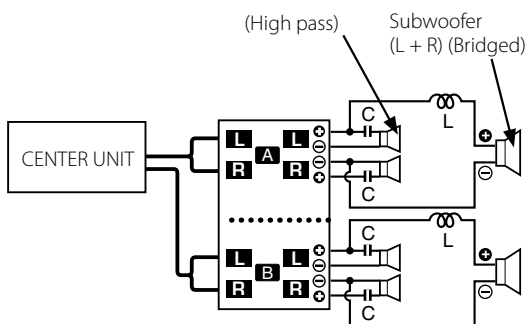 (High pass)
Subwoofer
(L + R) (Bridged)
CENTER UNIT
L A L ⊕ C L ⊕
⊖
⊖
R R ⊕ C ⊖
L B L ⊕ C L ⊕
⊖
⊖
R R ⊕ C ⊖